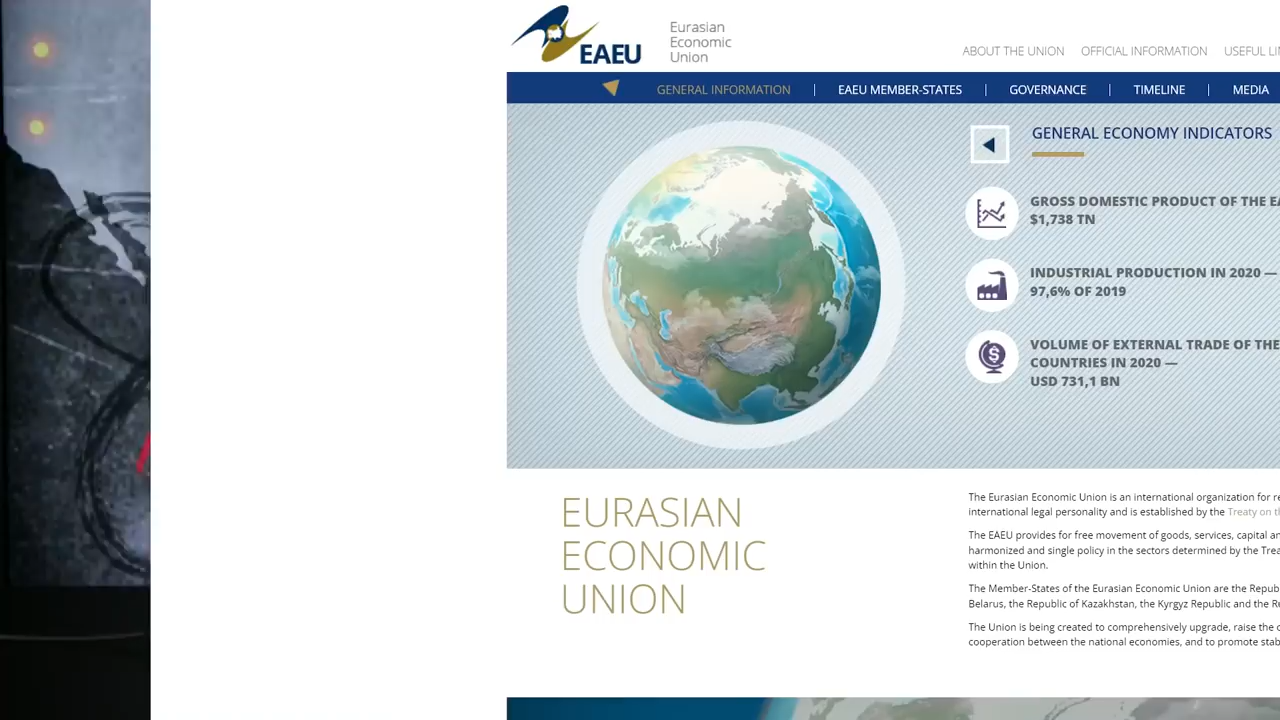 EAEU
Eurasian
Economic
Union
ABOUT THE UNION OFFICIAL INFORMATION USEFUL
GENERAL INFORMATION EAEU MEMBER-STATES GOVERNANCE TIMELINE MEDIA
GENERAL ECONOMY INDICATORS
GROSS DOMESTIC PRODUCT OF THE
$1,738 TN
INDUSTRIAL PRODUCTION IN 2020 —
97,6% OF 2019
VOLUME OF EXTERNAL TRADE OF THE
COUNTRIES IN 2020 —
USD 731,1 BN
EURASIAN
ECONOMIC
UNION
The Eurasian Economic Union is an international organization for
international legal personality and is established by the Treaty on
The EAEU provides for free movement of goods, services, capital
harmonized and single policy in the sectors determined by the
within the Union.
The Member-States of the Eurasian Economic Union are the
Belarus, the Republic of Kazakhstan, the Kyrgyz Republic and the
The Union is being created to comprehensively upgrade, raise the
cooperation between the national economies, and to promote